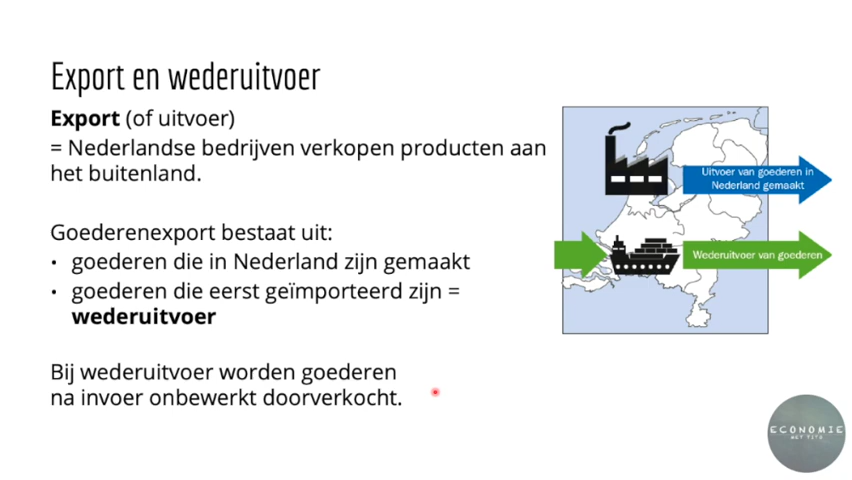 Export en wederuitvoer
Export (of uitvoer)
= Nederlandse bedrijven verkopen producten aan
het buitenland.
Goederenexport bestaat uit:
• goederen die in Nederland zijn gemaakt
• goederen die eerst geïmporteerd zijn =
wederuitvoer
Bij wederuitvoer worden goederen
na invoer onbewerkt doorverkocht.
Uitvoer van goederen in
Nederland gemaakt
Wederuitvoer van goederen
ECONOMIE